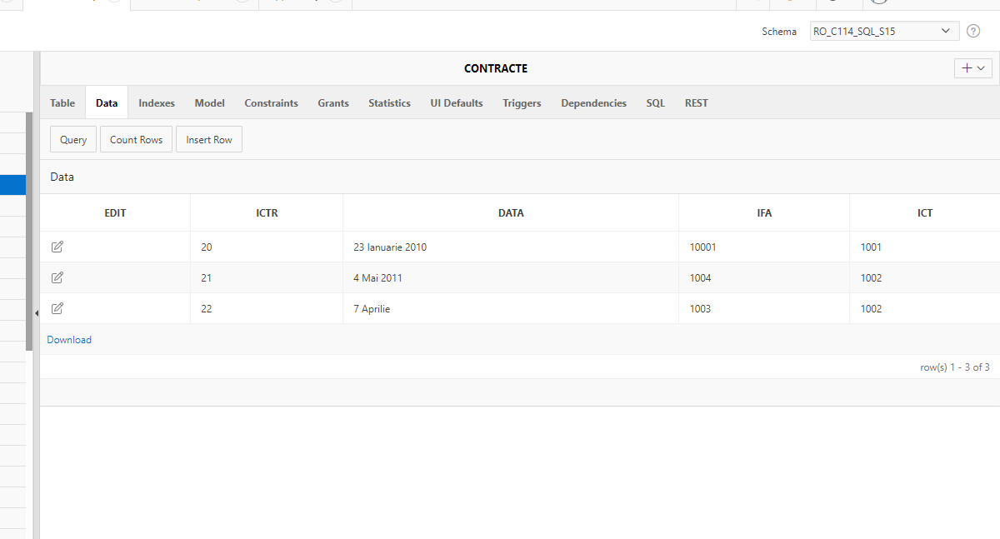 Schema RO_C114_SQL_S15 ?
CONTRACTE
Table Data Indexes Model Constraints Grants Statistics UI Defaults Triggers Dependencies SQL REST
Query Count Rows Insert Row
Data
EDIT ICTR DATA IFA ICT
20 23 Ianuarie 2010 10001 1001
21 4 Mai 2011 1004 1002
22 7 Aprilie 1003 1002
Download
row(s) 1 - 3 of 3